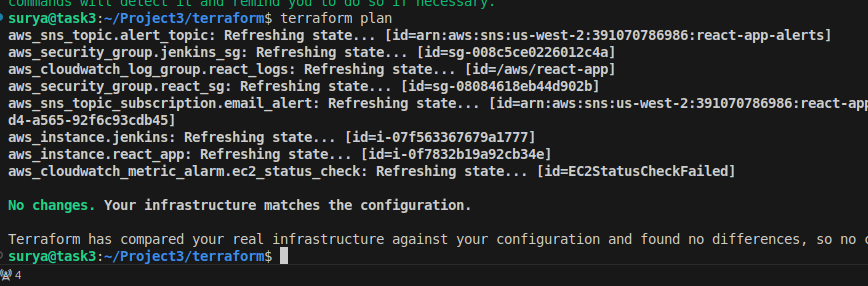 commands will detect it and remind you to do so if necessary.
surya@task3:~/Project3/terraform$ terraform plan
aws_sns_topic.alert_topic: Refreshing state... [id=arn:aws:sns:us-west-2:391070786986:react-app-alerts]
aws_security_group.jenkins_sg: Refreshing state... [id=sg-008c5ce0226012c4a]
aws_cloudwatch_log_group.react_logs: Refreshing state... [id=/aws/react-app]
aws_security_group.react_sg: Refreshing state... [id=sg-08084618eb44d902b]
aws_sns_topic_subscription.email_alert: Refreshing state... [id=arn:aws:sns:us-west-2:391070786986:react-app
d4-a565-92f6c93cdb45]
aws_instance.jenkins: Refreshing state... [id=i-07f563367679a1777]
aws_instance.react_app: Refreshing state... [id=i-0f7832b19a92cb34e]
aws_cloudwatch_metric_alarm.ec2_status_check: Refreshing state... [id=EC2StatusCheckFailed]
No changes. Your infrastructure matches the configuration.
Terraform has compared your real infrastructure against your configuration and found no differences, so no c
surya@task3:~/Project3/terraform$
4